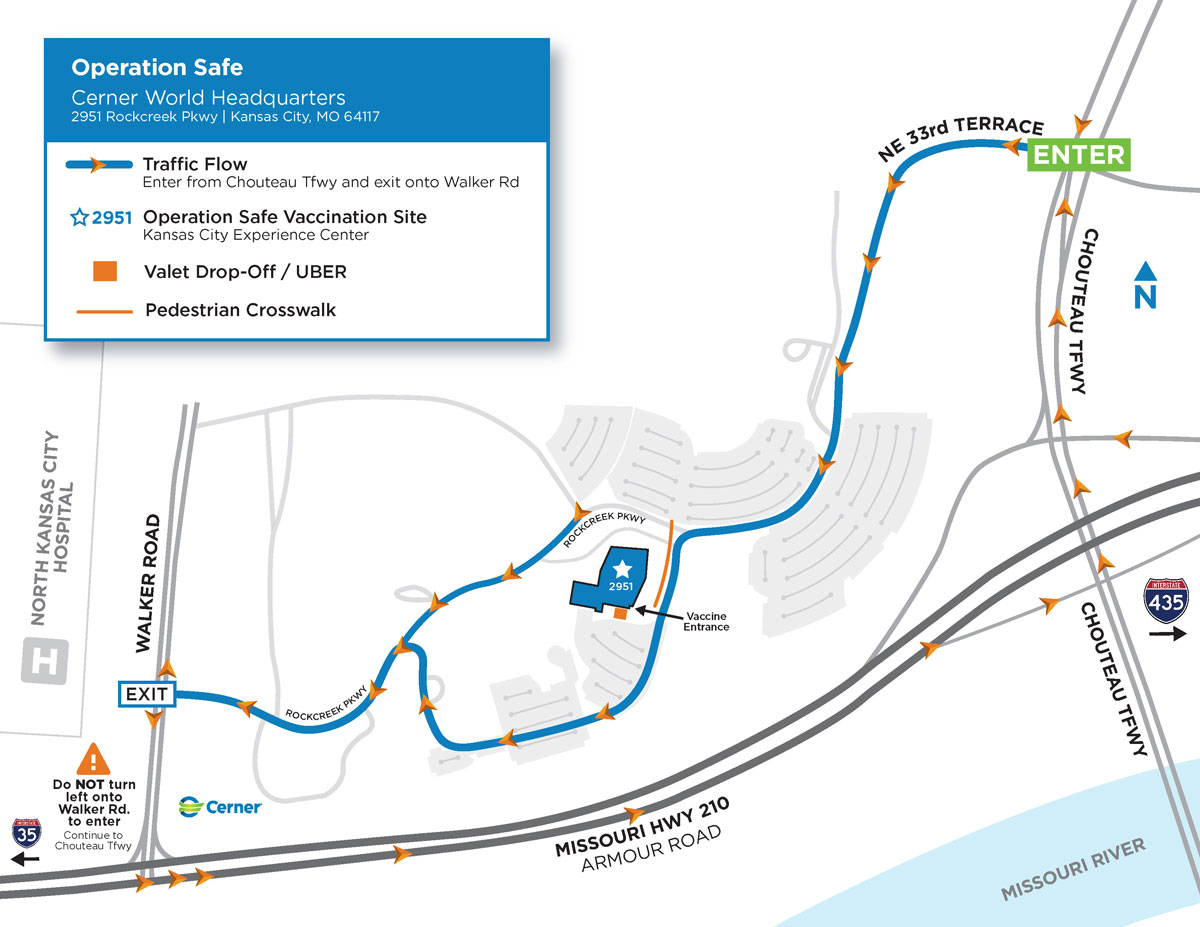 Operation Safe
Cerner World Headquarters
2951 Rockcreek Pkwy | Kansas City, MO 64117
Traffic Flow
Enter from Chouteau Tfwy and exit onto Walker Rd
2951
Operation Safe Vaccination Site
Kansas City Experience Center
Valet Drop-Off / UBER
Pedestrian Crosswalk
NE 33rd TERRACE
ENTER
CHOUTEAU TFWY
N
NORTH KANSAS CITY
HOSPITAL
H
WALKER ROAD
ROCKCREEK PKWY
2951
Vaccine
Entrance
INTERSTATE
435
CHOUTEAU TFWY
EXIT
ROCKCREEK PKWY
Do NOT turn
left onto
Walker Rd.
to enter
Continue to
Chouteau Tfwy
INTERSTATE
35
Cerner
MISSOURI HWY 210
ARMOUR ROAD
MISSOURI RIVER